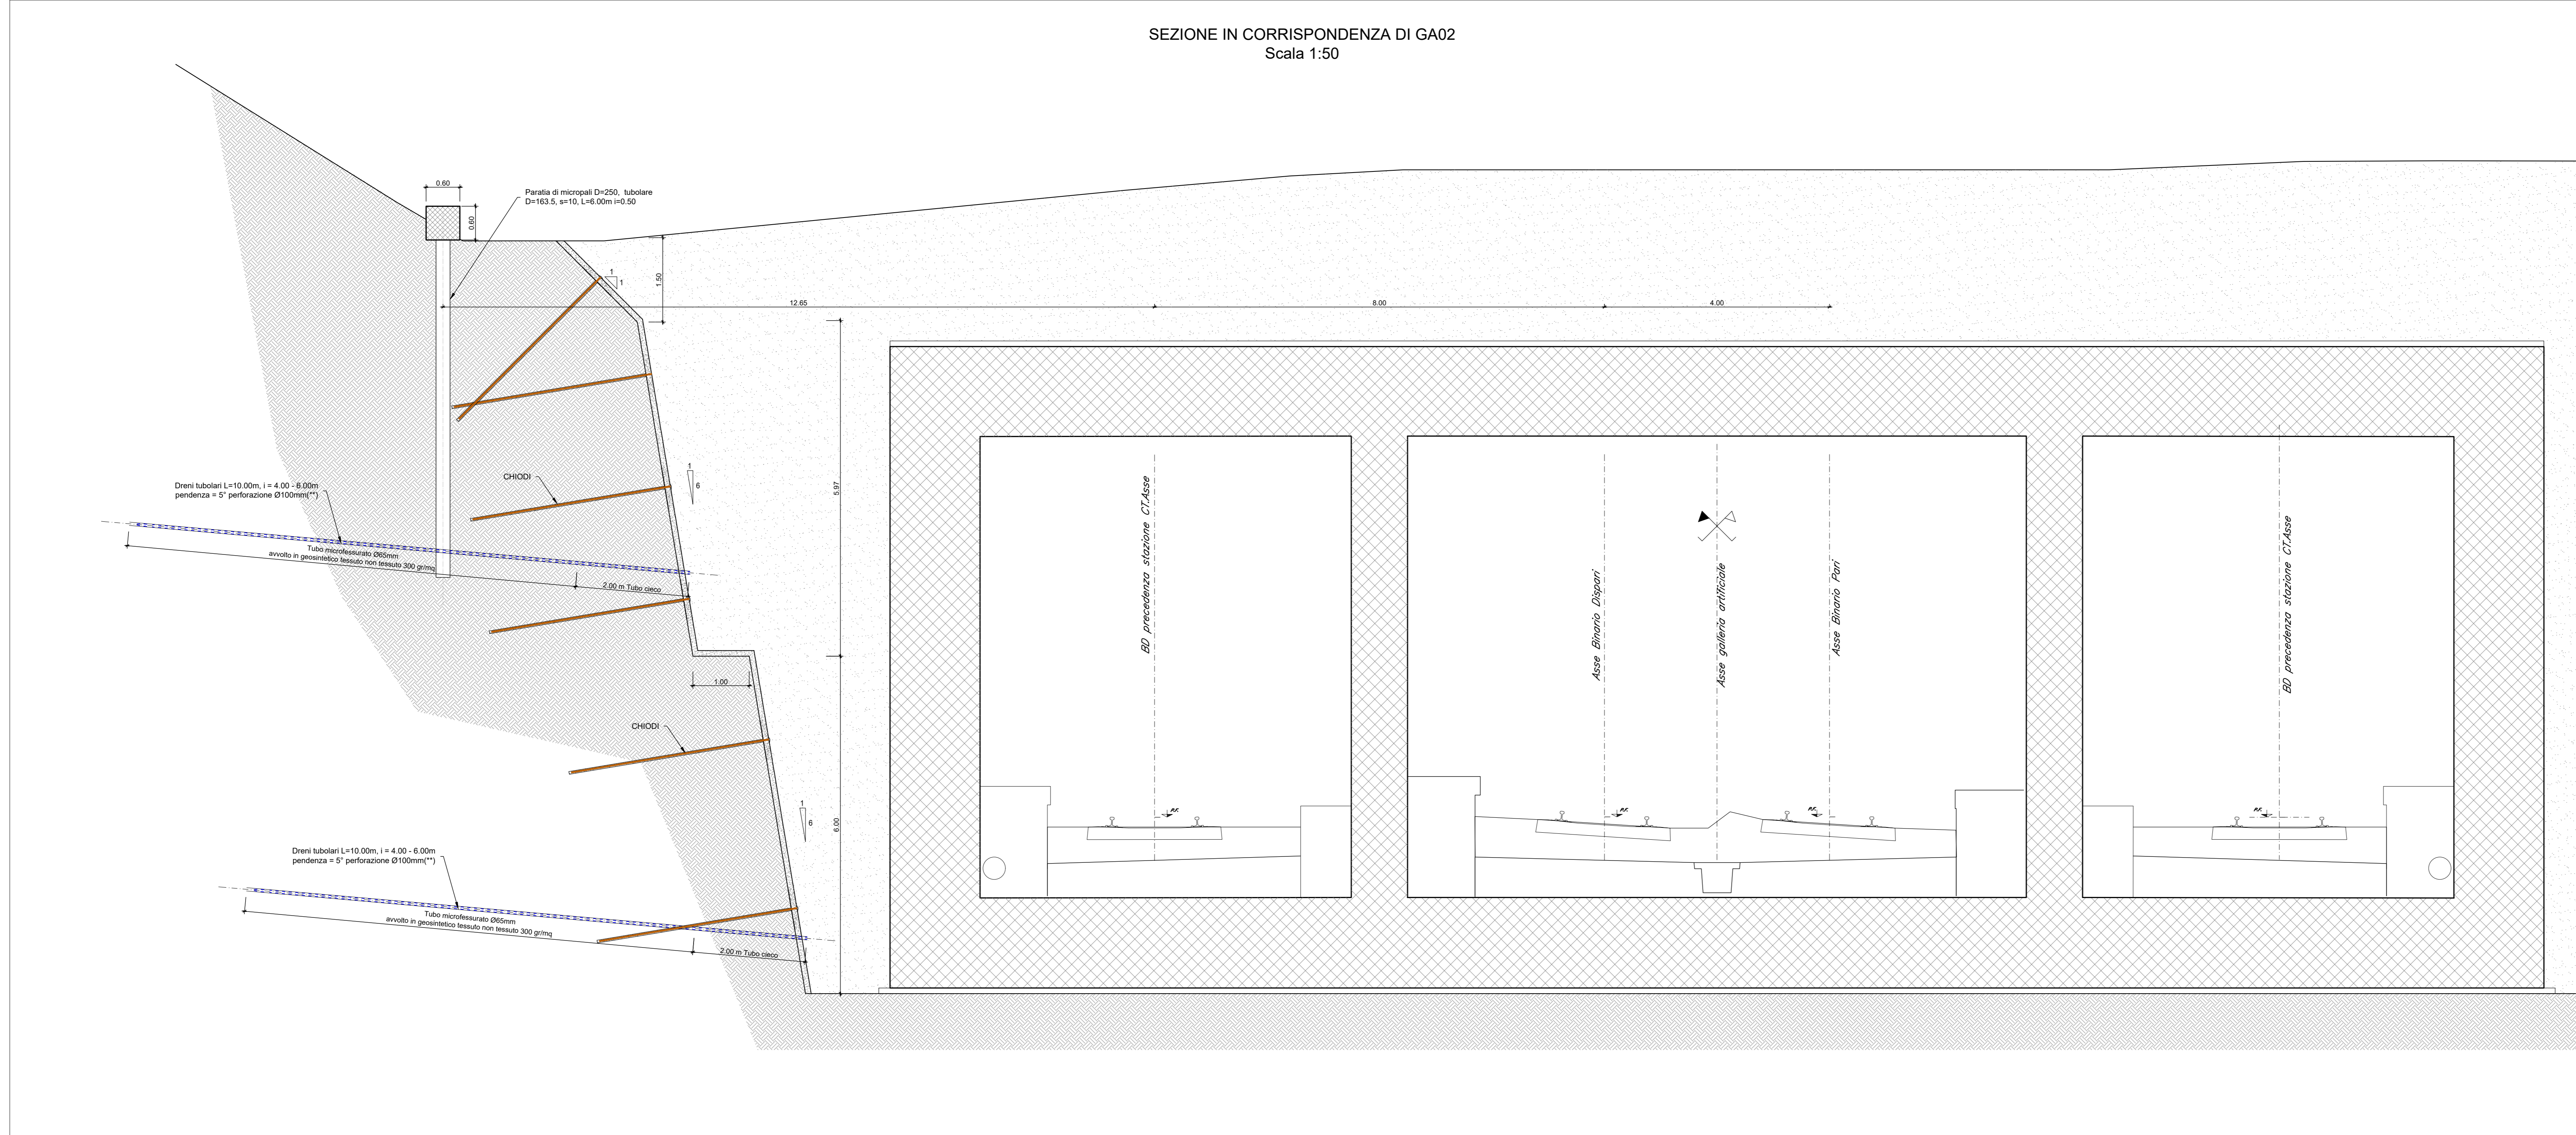 SEZIONE IN CORRISPONDENZA DI GA02
Scala 1:50
0.60
0.60
Paratia di micropali D=250, tubolare
D=163.5, s=10, L=6.00m i=0.50
1
1
1.50
12.65
8.00
4.00
CHIODI
1
6
5.97
Dreni tubolari L=10.00m, i = 4.00 - 6.00m
pendenza = 5° perforazione Ø100mm(**)
Tubo microfessurato Ø65mm
avvolto in geosintetico tessuto non tessuto 300 gr/mq
2.00 m Tubo cieco
1.00
CHIODI
1
6
6.00
Dreni tubolari L=10.00m, i = 4.00 - 6.00m
pendenza = 5° perforazione Ø100mm(**)
Tubo microfessurato Ø65mm
avvolto in geosintetico tessuto non tessuto 300 gr/mq
2.00 m Tubo cieco
BD precedenza stazione CT.Asse
Asse Binario Dispari
Asse galleria artificiale
Asse Binario Pari
BD precedenza stazione CT.Asse
P.F.
P.F.
P.F.
P.F.